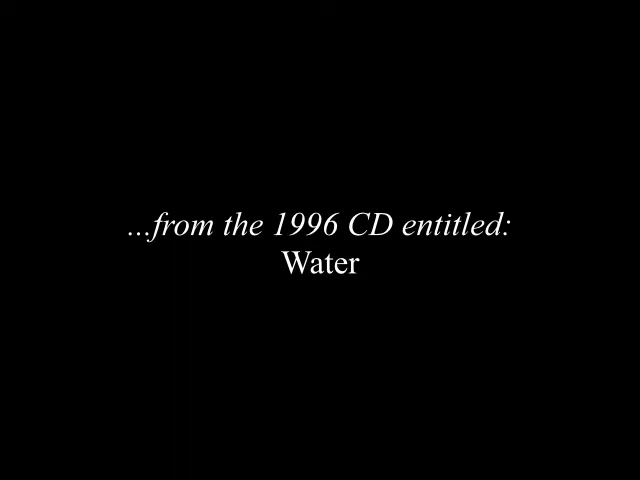 ...from the 1996 CD entitled:
Water